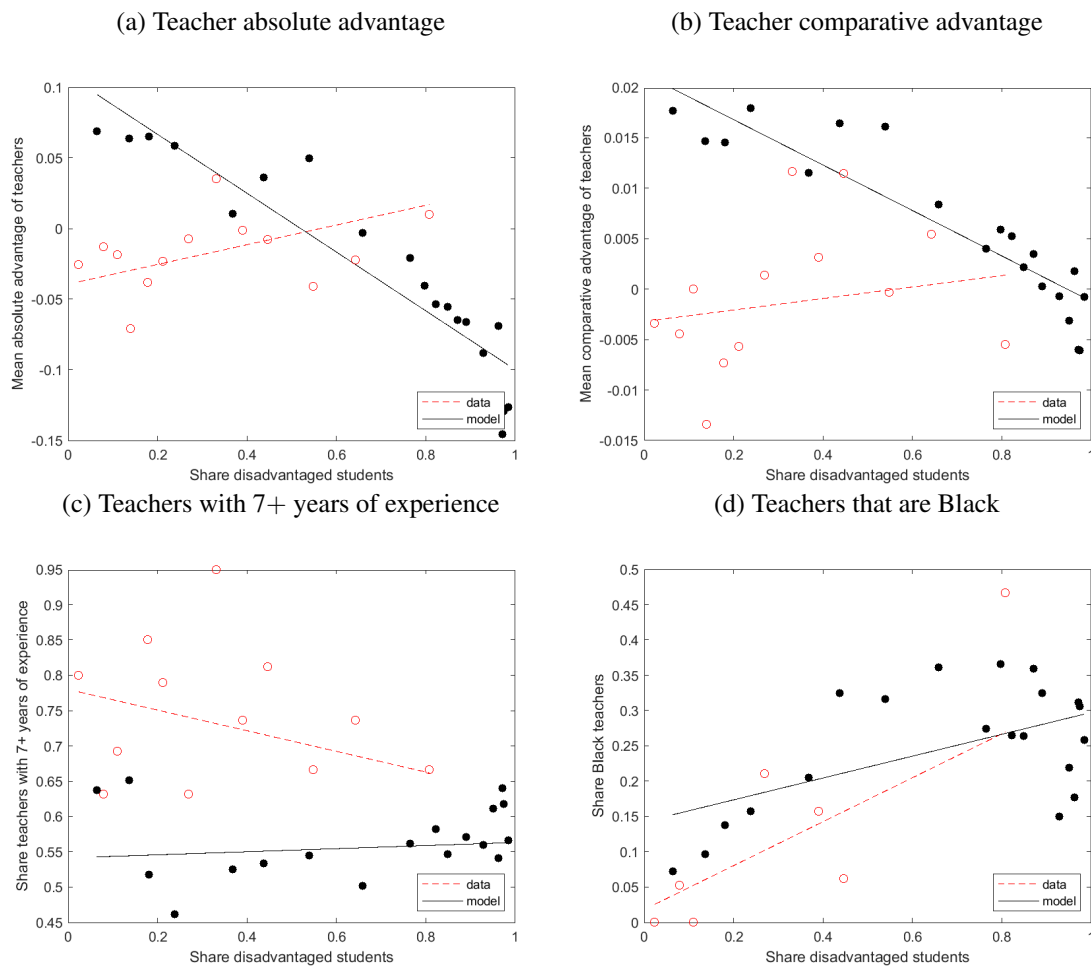 (a) Teacher absolute advantage
0.1
0.05
0
-0.05
-0.1
-0.15
Mean absolute advantage of teachers
data
model
0 0.2 0.4 0.6 0.8 1
Share disadvantaged students
(b) Teacher comparative advantage
0.02
0.015
0.01
0.005
0
-0.005
-0.01
-0.015
Mean comparative advantage of teachers
data
model
0 0.2 0.4 0.6 0.8 1
Share disadvantaged students
(c) Teachers with 7+ years of experience
0.95
0.9
0.85
0.8
0.75
0.7
0.65
0.6
0.55
0.5
0.45
Share teachers with 7+ years of experience
data
model
0 0.2 0.4 0.6 0.8 1
Share disadvantaged students
(d) Teachers that are Black
0.5
0.45
0.4
0.35
0.3
0.25
0.2
0.15
0.1
0.05
0
Share Black teachers
data
model
0 0.2 0.4 0.6 0.8 1
Share disadvantaged students